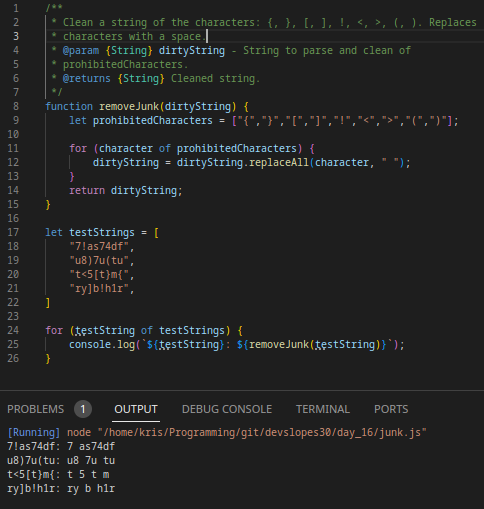 1 /**
2 * Clean a string of the characters: {, }, [, ], !, <, >, (, ). Replaces
3 * characters with a space.
4 * @param {String} dirtyString - String to parse and clean of
5 * prohibitedCharacters.
6 * @returns {String} Cleaned string.
7 */
8 function removeJunk(dirtyString) {
9 let prohibitedCharacters = ["{","}","[","]","!","<",">","(",")"];
10
11 for (character of prohibitedCharacters) {
12 dirtyString = dirtyString.replaceAll(character, " ");
13 }
14 return dirtyString;
15 }
16
17 let testStrings = [
18 "7!as74df",
19 "u8)7u(tu",
20 "t<5[t}m{",
21 "ry]b!h1r",
22 ]
23
24 for (testString of testStrings) {
25 console.log(`${testString}: ${removeJunk(testString)}`);
26 }
PROBLEMS 1 OUTPUT DEBUG CONSOLE TERMINAL PORTS
[Running] node "/home/kris/Programming/git/devslopes30/day_16/junk.js"
7!as74df: 7 as74df
u8)7u(tu: u8 7u tu
t<5[t}m{: t 5 t m
ry]b!h1r: ry b h1r